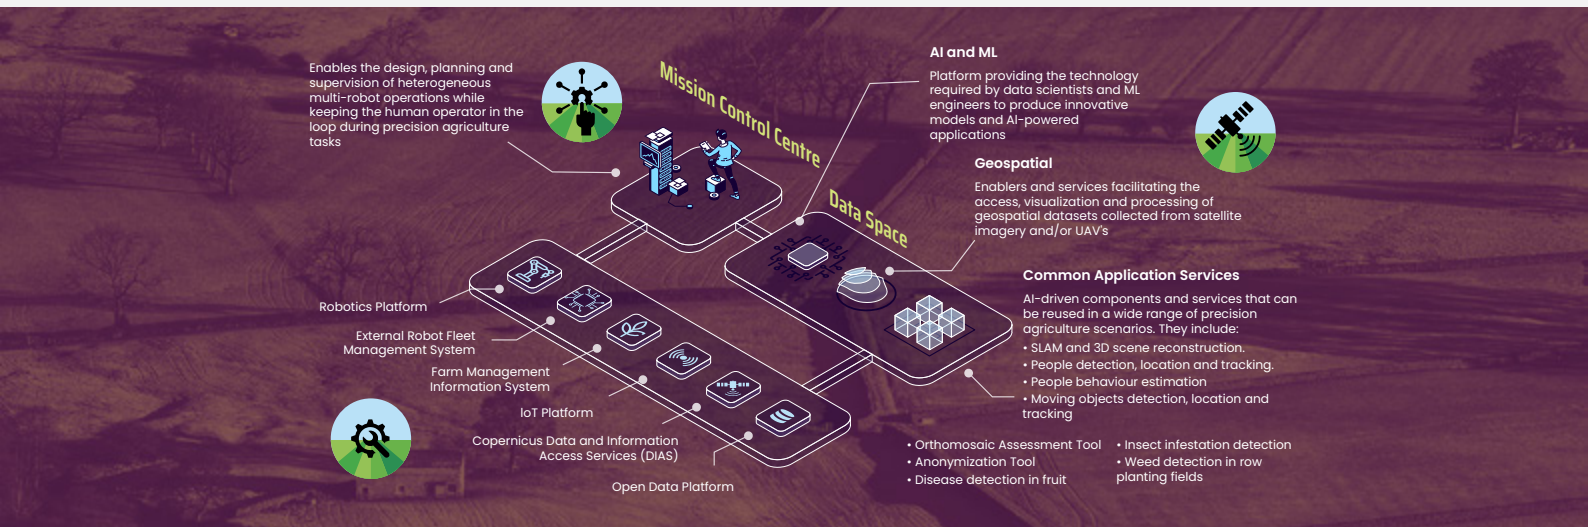 Enables the design, planning and
supervision of heterogeneous
multi-robot operations while
keeping the human operator in the
loop during precision agriculture
tasks
Mission Control Centre
Data Space
AI and ML
Platform providing the technology
required by data scientists and ML
engineers to produce innovative
models and AI-powered
applications
Geospatial
Enablers and services facilitating the
access, visualization and processing of
geospatial datasets collected from satellite
imagery and/or UAV's
Common Application Services
AI-driven components and services that can
be reused in a wide range of precision
agriculture scenarios. They include:
• SLAM and 3D scene reconstruction.
• People detection, location and tracking.
• People behaviour estimation
• Moving objects detection, location and
tracking
• Orthomosaic Assessment Tool
• Anonymization Tool
• Disease detection in fruit
• Insect infestation detection
• Weed detection in row
planting fields
Robotics Platform
External Robot Fleet
Management System
Farm Management
Information System
IoT Platform
Copernicus Data and Information
Access Services (DIAS)
Open Data Platform